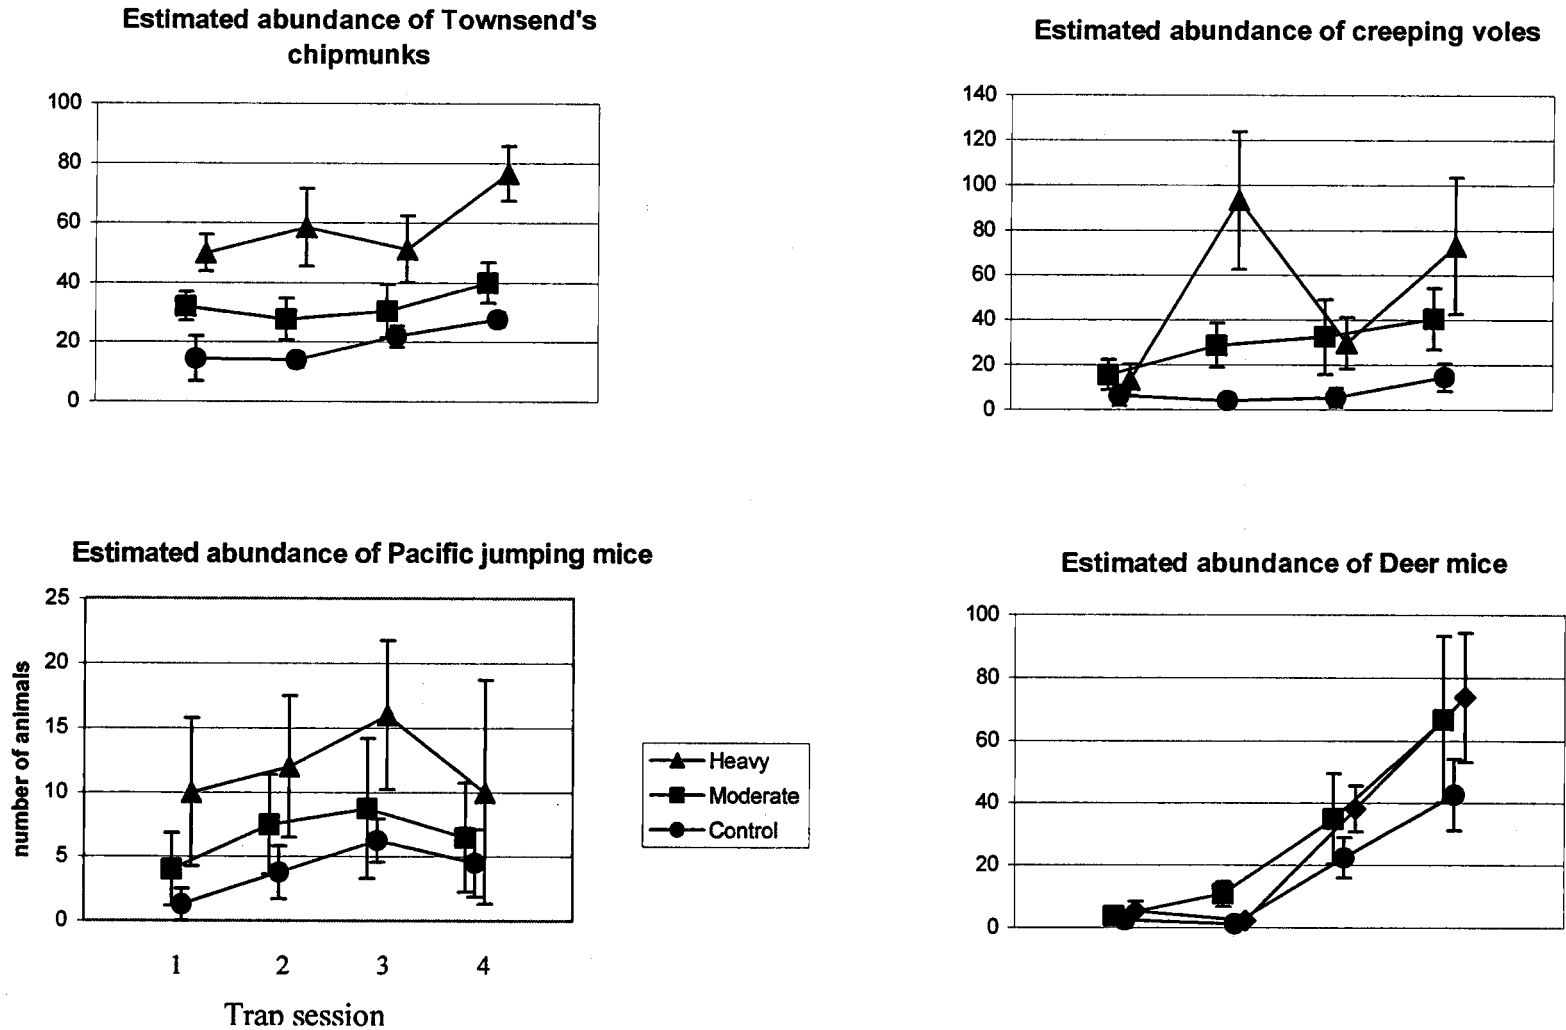 Estimated abundance of Townsend's
chipmunks
100
80
60
40
20
0
Estimated abundance of creeping voles
140
120
100
80
60
40
20
0
Estimated abundance of Pacific jumping mice
number of animals
25
20
15
10
5
0
1 2 3 4
Trap session
Heavy
Moderate
Control
Estimated abundance of Deer mice
100
80
60
40
20
0